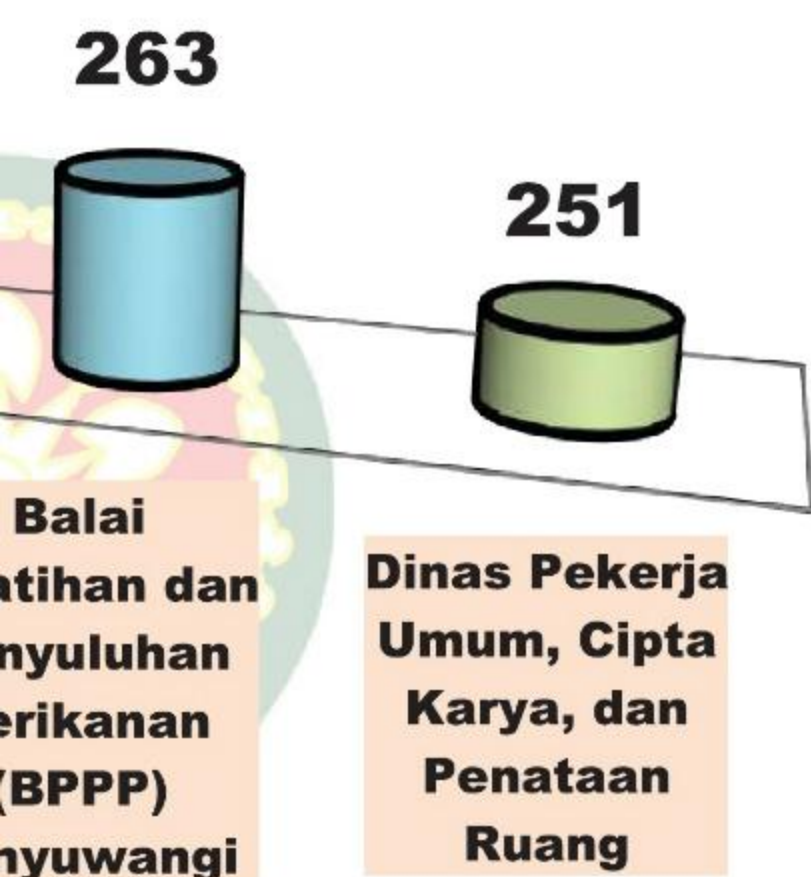 263
251
Balai
atihan dan
nyuluhan
erikanan
(BPPP)
nyuwangi
Dinas Pekerja
Umum, Cipta
Karya, dan
Penataan
Ruang